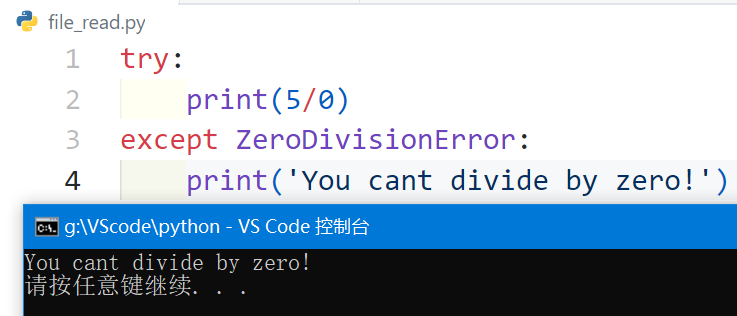 file_read.py
1 try:
2 print(5/0)
3 except ZeroDivisionError:
4 print('You cant divide by zero!')
g:\VScode\python - VS Code 控制台
You cant divide by zero!
请按任意键继续. . .